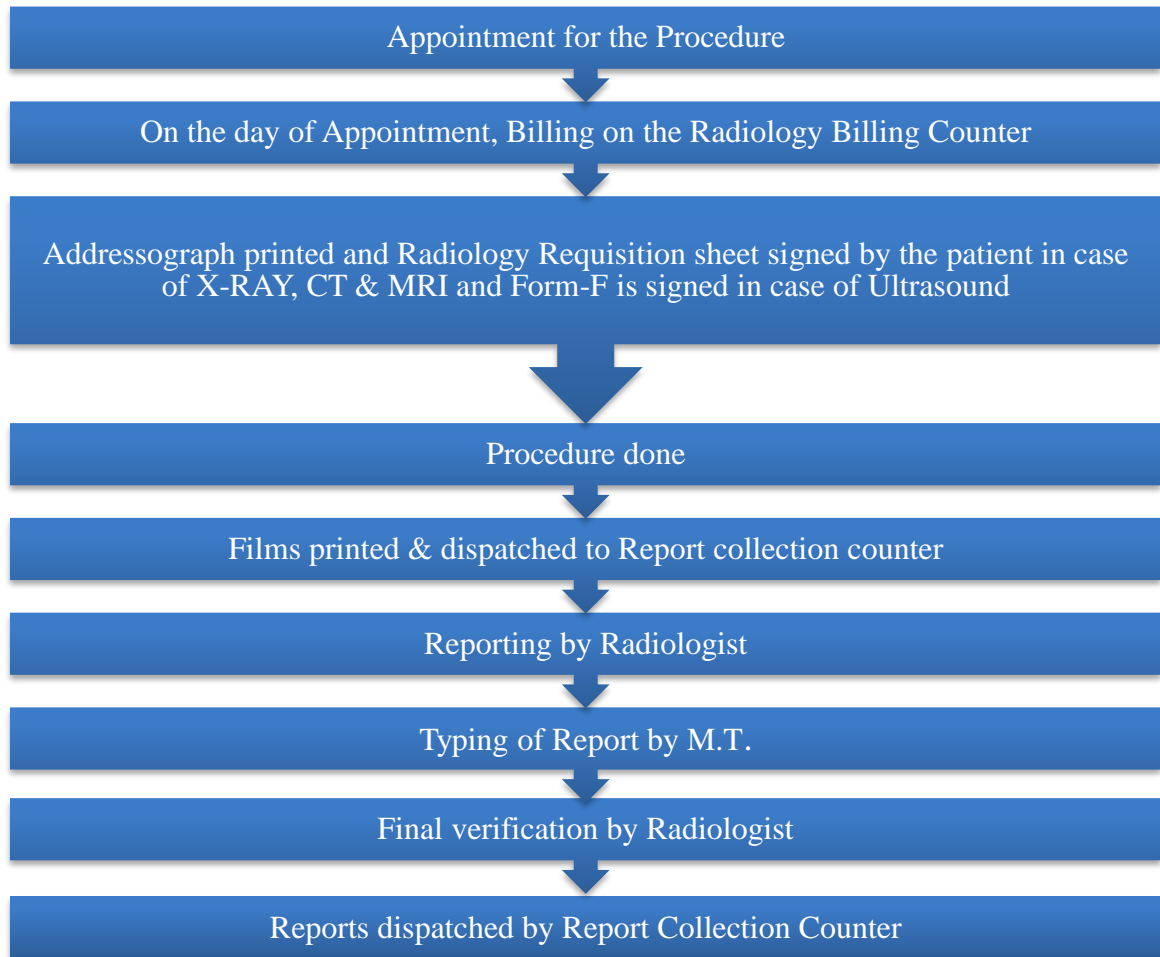 Appointment for the Procedure
On the day of Appointment, Billing on the Radiology Billing Counter
Addressograph printed and Radiology Requisition sheet signed by the patient in case
of X-RAY, CT & MRI and Form-F is signed in case of Ultrasound
Procedure done
Films printed & dispatched to Report collection counter
Reporting by Radiologist
Typing of Report by M.T.
Final verification by Radiologist
Reports dispatched by Report Collection Counter